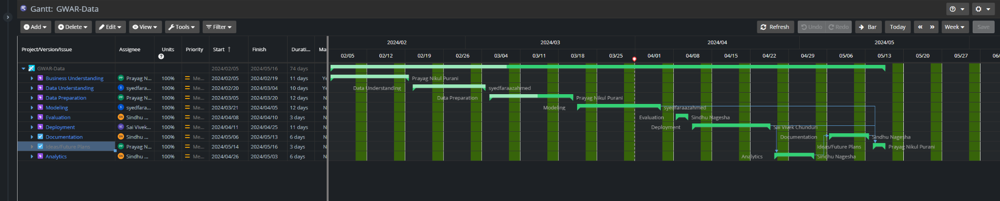 Gantt: GWAR-Data
Add Delete Edit View Tools Filter Refresh Undo Redo Bar Today Week Save
2024/02 2024/03 2024/04 2024/05
Project/Version/Issue Assignee Units Priority Start ↑ Finish Durati... Ma
02/05 02/12 02/19 02/26 03/04 03/11 03/18 03/25 04/01 04/08 04/15 04/22 04/29 05/06 05/13 05/20 05/27 06/
GWAR-Data 2024/02/05 2024/05/16 74 days
Business Understanding PP Prayag N... 100% Me... 2024/02/05 2024/02/19 11 days Ye Prayag Nikul Purani
Data Understanding S syedfara... 100% Me... 2024/02/20 2024/03/04 10 days Ye Data Understanding syedfaraazahmed
Data Preparation PP Prayag N... 100% Me... 2024/03/05 2024/03/20 12 days N Data Preparation Prayag Nikul Purani
Modeling S syedfara... 100% Me... 2024/03/21 2024/04/05 12 days N Modeling syedfaraazahmed
Evaluation SN Sindhu ... 100% Me... 2024/04/08 2024/04/10 3 days N Evaluation Sindhu Nagesha
Deployment SC Sai Vivek... 100% Me... 2024/04/11 2024/04/25 11 days N Deployment Sai Vivek Chunduri
Documentation SN Sindhu ... 100% Me... 2024/05/06 2024/05/13 6 days N Documentation Sindhu Nagesha
Ideas/Future Plans PP Prayag N... 100% Me... 2024/05/14 2024/05/16 3 days N Ideas/Future Plans Prayag Nikul Purani
Analytics SN Sindhu ... 100% Me... 2024/04/26 2024/05/03 6 days N Analytics Sindhu Nagesha